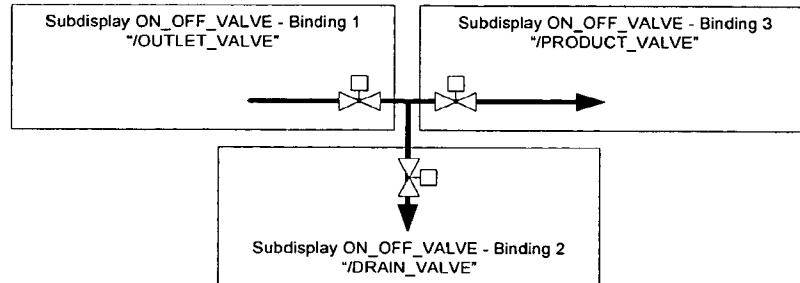 Subdisplay ON_OFF_VALVE - Binding 1
"/OUTLET_VALVE"
Subdisplay ON_OFF_VALVE - Binding 3
"/PRODUCT_VALVE"
Subdisplay ON_OFF_VALVE - Binding 2
"/DRAIN_VALVE"